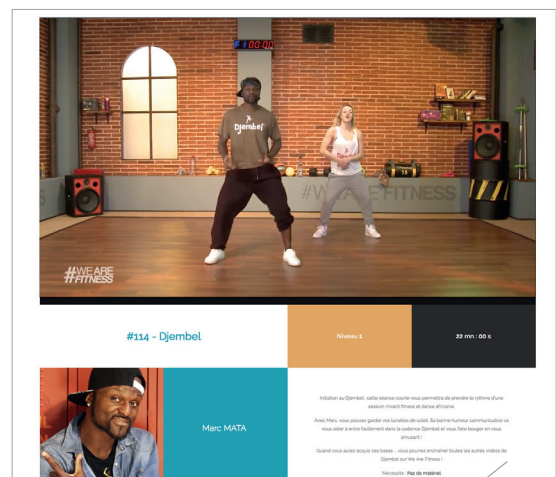 F 1 00:00
Djembel
#WE ARE FITNESS
#WE ARE
FITNESS
#114 - Djembel
Niveau 1
22 mn : 00 s
Marc MATA
Initiation au Djembel : cette séance courte vous permettra de prendre le rythme d'une
session mixant fitness et danse africaine.
Avec Marc, vous pouvez garder vos lunettes de soleil. Sa bonne humeur communicative va
vous aider à entre facilement dans la cadence Djembel et vous faire bouger en vous
amusant !
Quand vous aurez acquis ces bases .. vous pourrez enchaîner toutes les autres vidéos de
Djembel sur We Are Fitness !
Nécessite : Pas de matériel